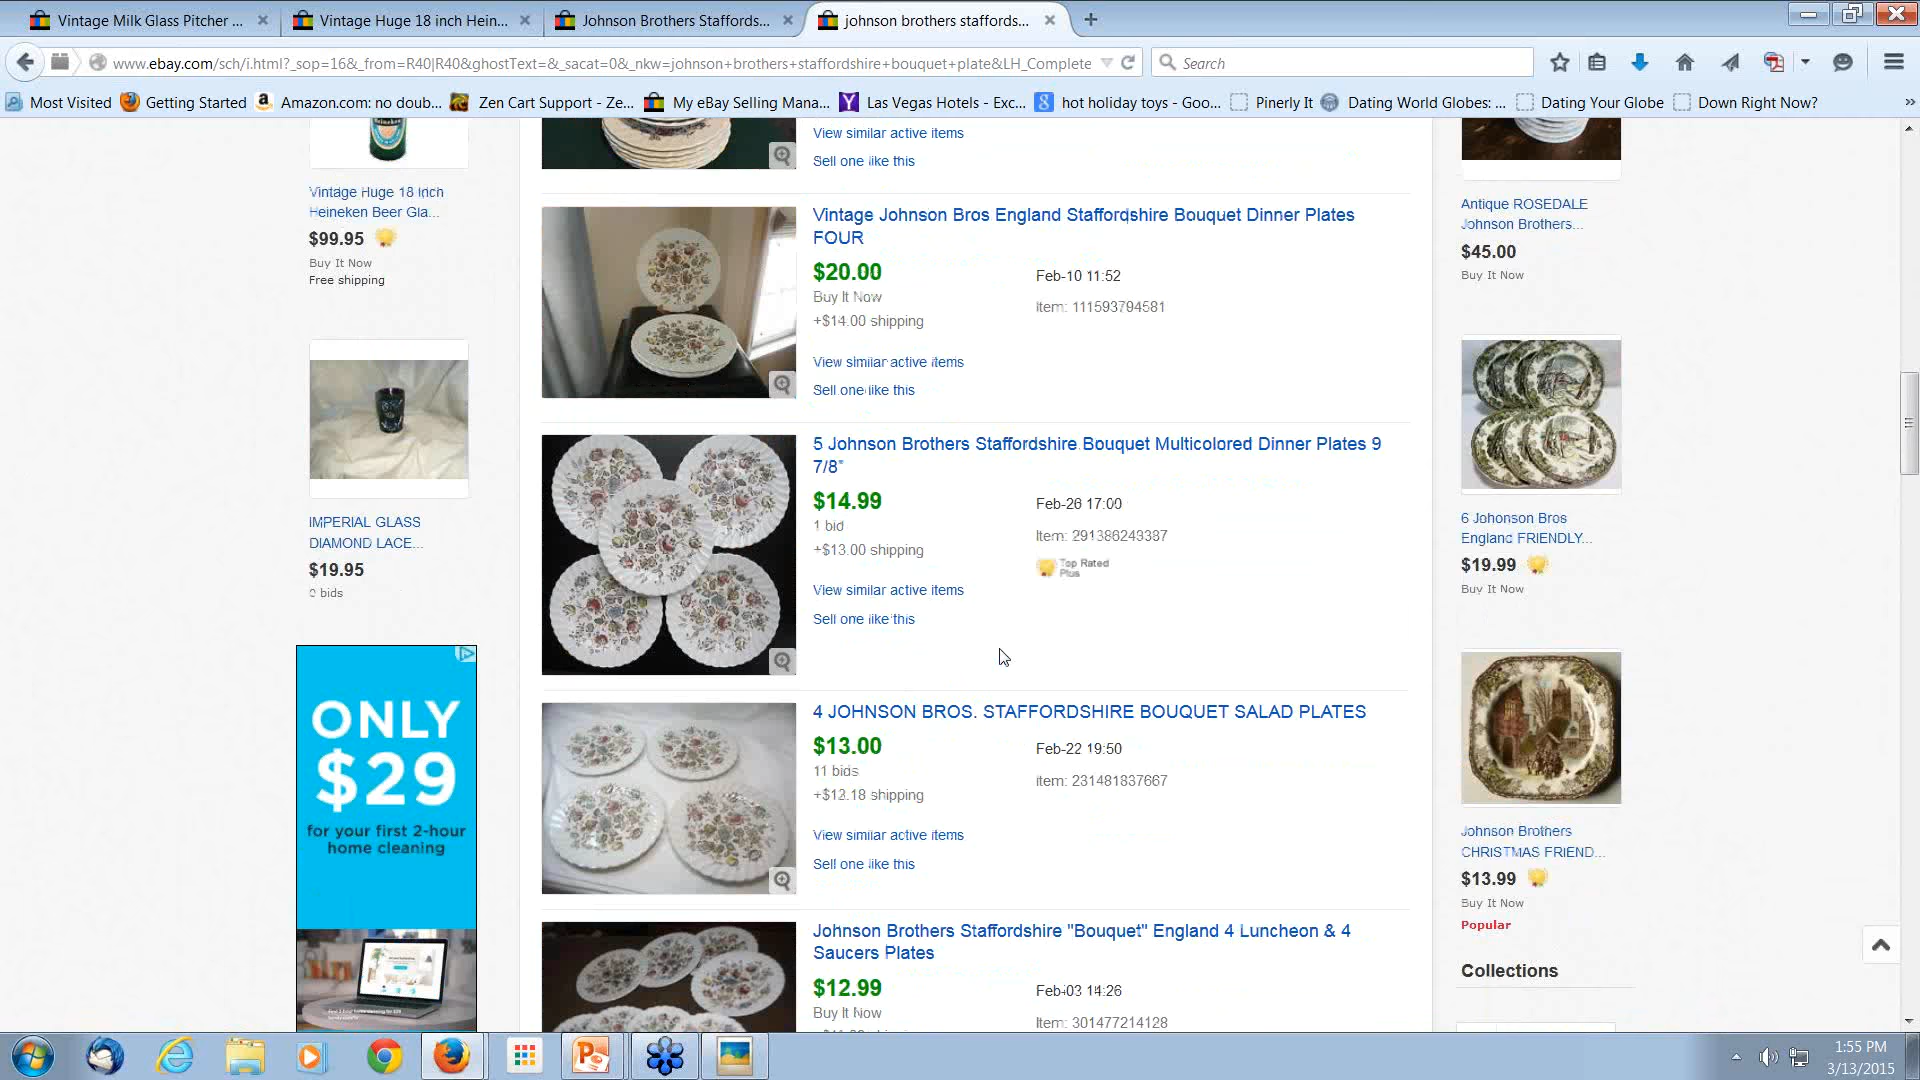 Vintage Milk Glass Pitcher ...
Vintage Huge 18 inch Hein...
Johnson Brothers Staffords...
johnson brothers staffords...
www.ebay.com/sch/i.html?_sop=16&_from=R40|R40&ghostText=&_sacat=0&_nkw=johnson+brothers+staffordshire+bouquet+plate&LH_Complete
Search
Most Visited
Getting Started
Amazon.com: no doub...
Zen Cart Support - Ze...
My eBay Selling Mana...
Las Vegas Hotels - Exc...
hot holiday toys - Goo...
Pinerly It
Dating World Globes: ...
Dating Your Globe
Down Right Now?
Vintage Huge 18 inch
Heineken Beer Gla...
$99.95
Buy It Now
Free shipping
IMPERIAL GLASS
DIAMOND LACE...
$19.95
0 bids
ONLY
$29
for your first 2-hour
home cleaning
View similar active items
Sell one like this
Vintage Johnson Bros England Staffordshire Bouquet Dinner Plates
FOUR
$20.00
Feb-10 11:52
Buy It Now
Item: 111593794581
+$14.00 shipping
View similar active items
Sell one like this
5 Johnson Brothers Staffordshire Bouquet Multicolored Dinner Plates 9
7/8"
$14.99
Feb-26 17:00
1 bid
Item: 291386243387
+$13.00 shipping
Top Rated
Plus
View similar active items
Sell one like this
4 JOHNSON BROS. STAFFORDSHIRE BOUQUET SALAD PLATES
$13.00
Feb-22 19:50
11 bids
Item: 231481837667
+$12.18 shipping
View similar active items
Sell one like this
Johnson Brothers Staffordshire "Bouquet" England 4 Luncheon & 4
Saucers Plates
$12.99
Feb-03 14:26
Buy It Now
Item: 301477214128
Antique ROSEDALE
Johnson Brothers...
$45.00
Buy It Now
6 Johonson Bros
England FRIENDLY...
$19.99
Buy It Now
Johnson Brothers
CHRISTMAS FRIEND...
$13.99
Buy It Now
Popular
Collections
1:55 PM
3/13/2015